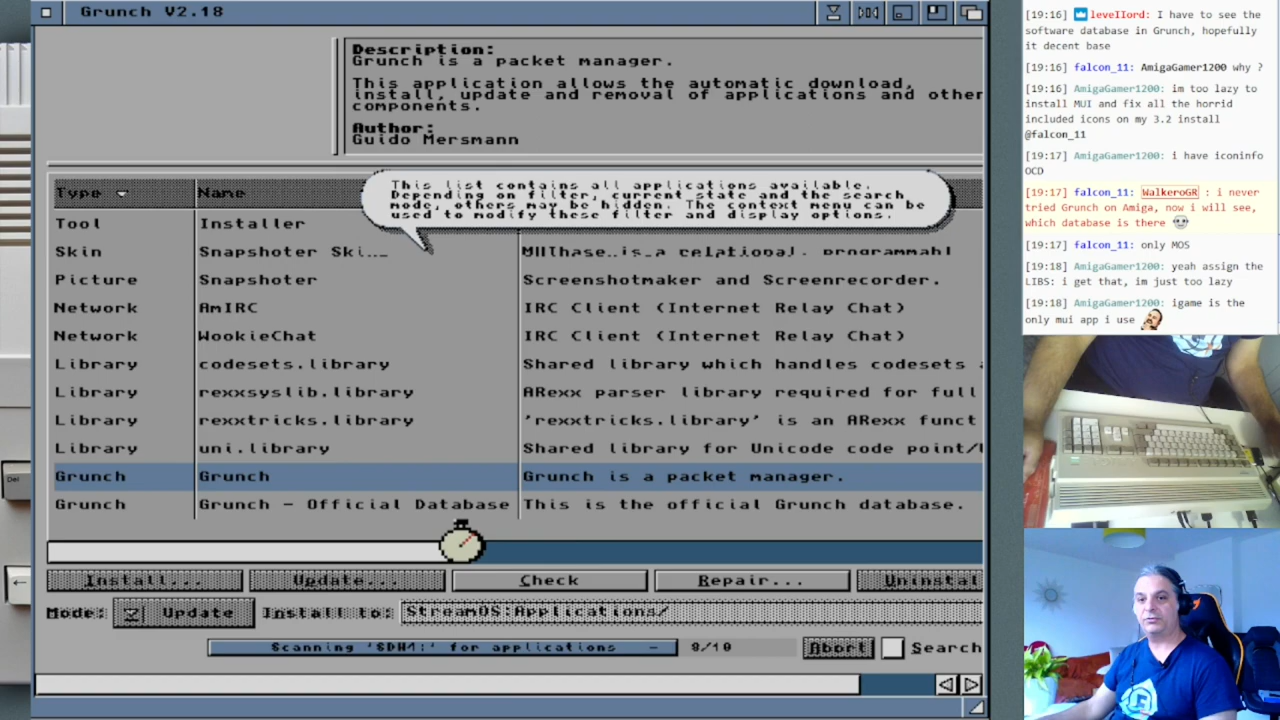 Grunch V2.18
Description:
Grunch is a packet manager.
This application allows the automatic download,
install, update and removal of applications and other
components.
Author:
Guido Mersmann
Type
Name
This list contains all applications available.
Depending on filter, current state and the search
mode, others may be hidden. The context menu can be
used to modify these filter and display options.
Tool Installer
Skin Snapshoter Ski…
Picture Snapshoter Screenshotmaker and Screenrecorder.
Network AmIRC IRC Client (Internet Relay Chat)
Network WookieChat IRC Client (Internet Relay Chat)
Library codesets.library Shared library which handles codesets
Library rexxsyslib.library ARexx parser library required for full
Library rexxtricks.library 'rexxtricks.library' is an ARexx funct
Library uni.library Shared library for Unicode code point/
Grunch Grunch Grunch is a packet manager.
Grunch Grunch - Official Database This is the official Grunch database.
Install... Update... Check Repair... Uninstal
Mode: Update Install to: StreamOS:Applications/
Scanning 'SDH1:' for applications - 8/10 Abort Search
Del
←
[19:16] levelIord: I have to see the
software database in Grunch, hopefully
it decent base
[19:16] falcon_11: AmigaGamer1200 why ?
[19:16] AmigaGamer1200: im too lazy to
install MUI and fix all the horrid
included icons on my 3.2 install
@falcon_11
[19:17] AmigaGamer1200: i have iconinfo
OCD
[19:17] falcon_11: WalkeroGR : i never
tried Grunch on Amiga, now i will see,
which database is there
[19:17] falcon_11: only MOS
[19:18] AmigaGamer1200: yeah assign the
LIBS: i get that, im just too lazy
[19:18] AmigaGamer1200: igame is the
only mui app i use